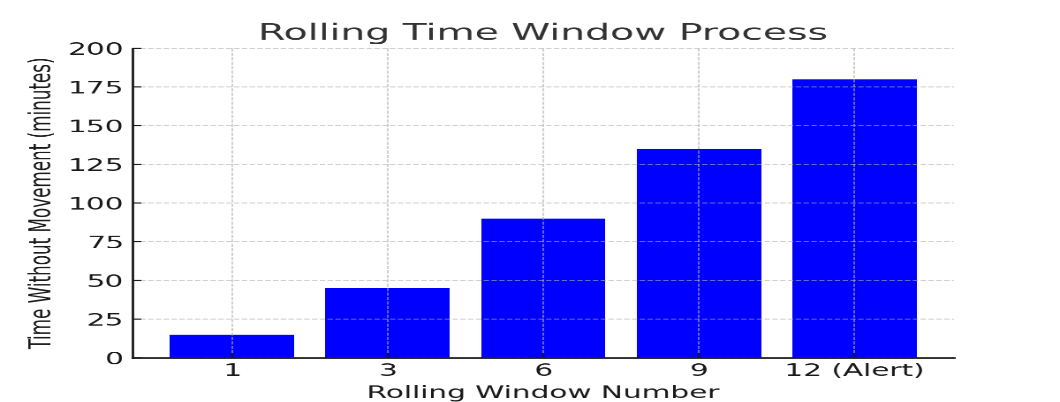 Rolling Time Window Process
Time Without Movement (minutes)
200
175
150
125
100
75
50
25
0
1 3 6 9 12 (Alert)
Rolling Window Number